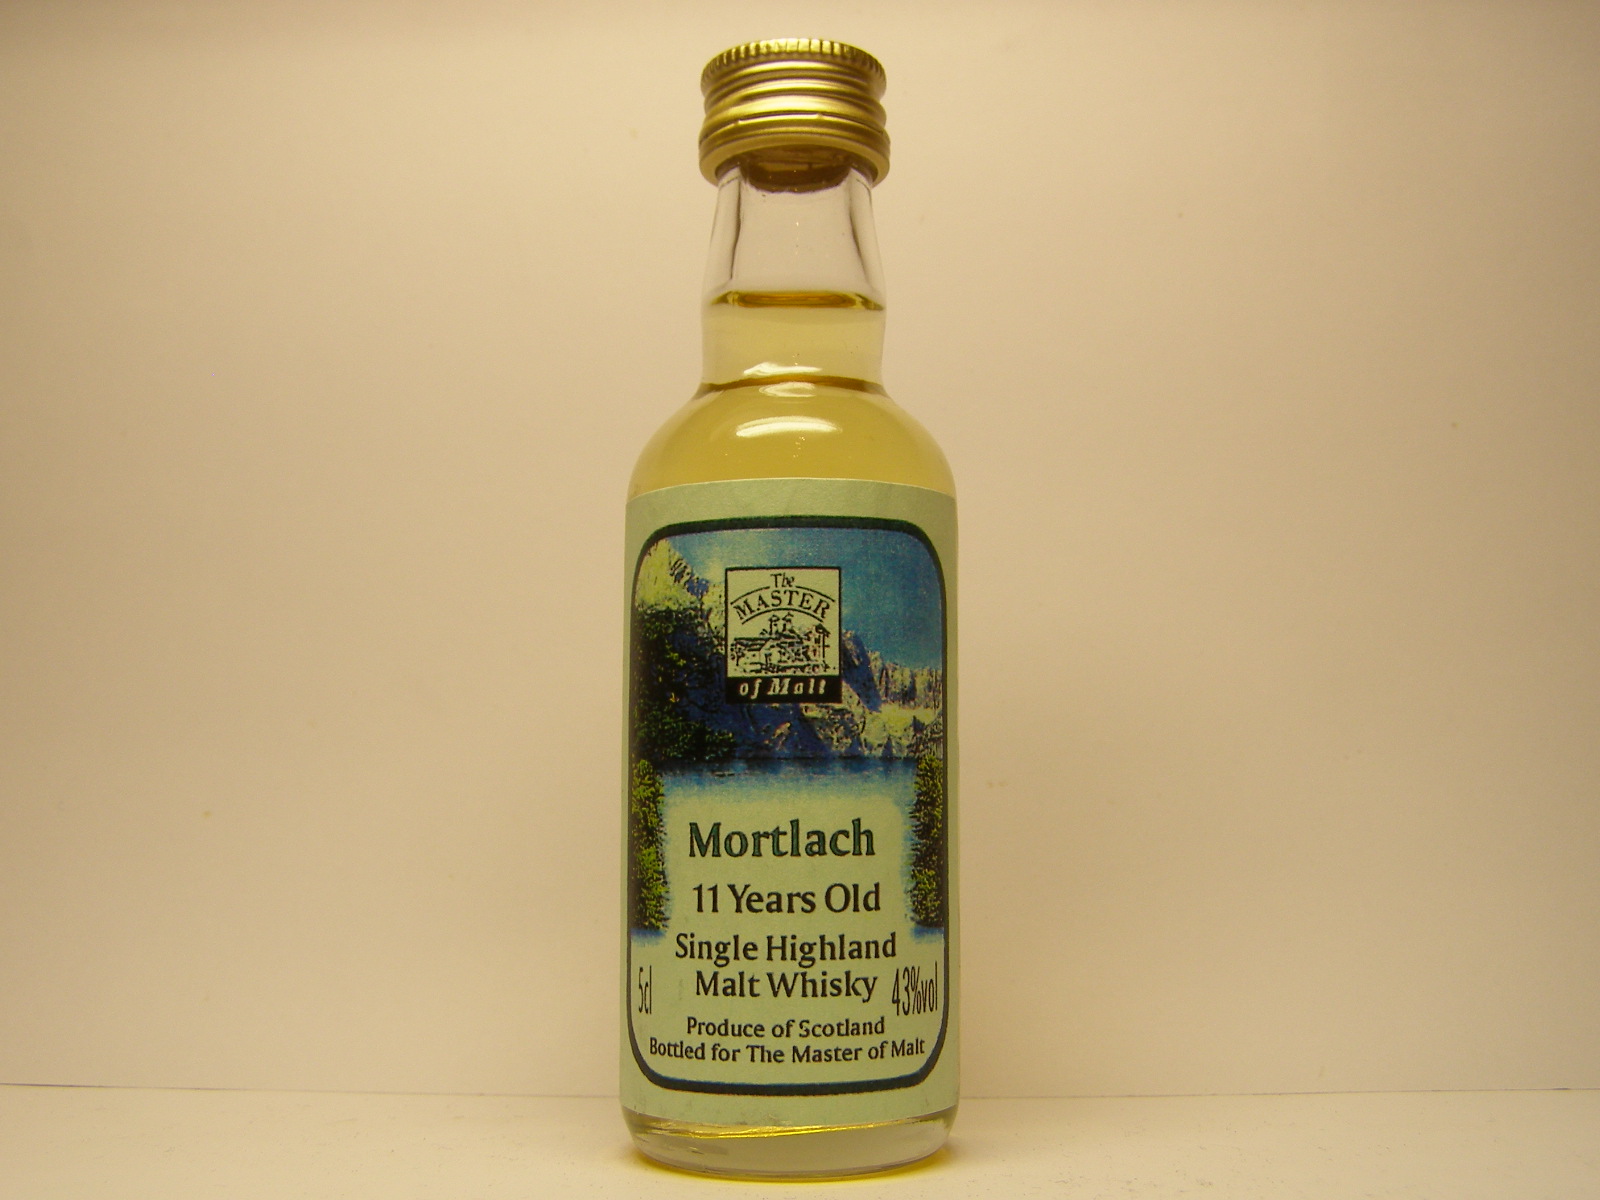 The
MASTER
of Malt
Mortlach
11 Years Old
Single Highland
Malt Whisky
5cl
43%vol
Produce of Scotland
Bottled for The Master of Malt